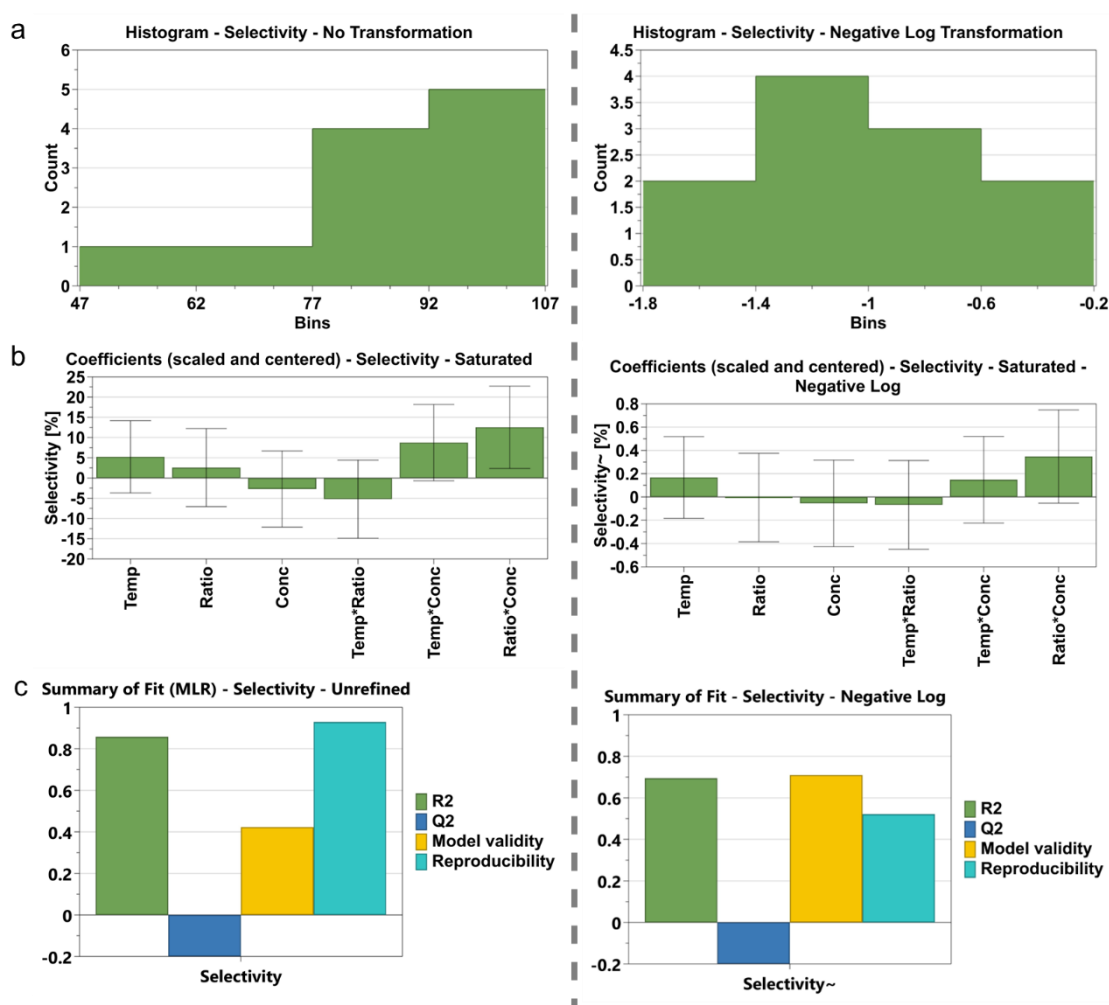 a
Histogram - Selectivity - No Transformation
6
5
4
3
2
1
0
Count
47 62 77 92 107
Bins
Histogram - Selectivity - Negative Log Transformation
4.5
4
3.5
3
2.5
2
1.5
1
0.5
0
Count
-1.8 -1.4 -1 -0.6 -0.2
Bins
b
Coefficients (scaled and centered) - Selectivity - Saturated
25
20
15
10
5
0
-5
-10
-15
-20
Selectivity [%]
Temp
Ratio
Conc
Temp*Ratio
Temp*Conc
Ratio*Conc
Coefficients (scaled and centered) - Selectivity - Saturated -
Negative Log
0.8
0.6
0.4
0.2
0
-0.2
-0.4
-0.6
Selectivity~ [%]
Temp
Ratio
Conc
Temp*Ratio
Temp*Conc
Ratio*Conc
c
Summary of Fit (MLR) - Selectivity - Unrefined
1
0.8
0.6
0.4
0.2
0
-0.2
Selectivity
R2
Q2
Model validity
Reproducibility
Summary of Fit - Selectivity - Negative Log
1
0.8
0.6
0.4
0.2
0
-0.2
Selectivity~
R2
Q2
Model validity
Reproducibility